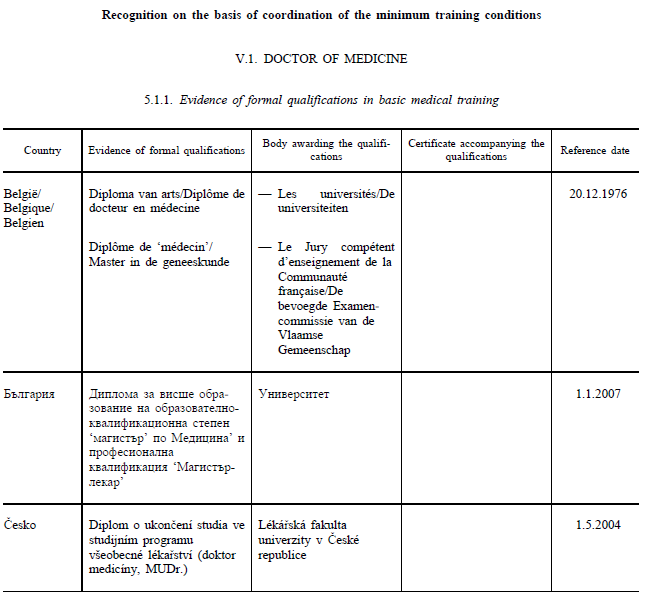 Recognition on the basis of coordination of the minimum training conditions
V.1. DOCTOR OF MEDICINE
5.1.1. Evidence of formal qualifications in basic medical training
Country
Evidence of formal qualifications
Body awarding the qualifi-
cations
Certificate accompanying the
qualifications
Reference date
België/
Belgique/
Belgien
Diploma van arts/Diplôme de
docteur en médecine
— Les universités/De
universiteiten
20.12.1976
Diplôme de ‘médecin’/
Master in de geneeskunde
— Le Jury compétent
d’enseignement de la
Communauté
française/De
bevoegde Examen-
commissie van de
Vlaamse
Gemeenschap
България
Диплома за висше обра-
зование на образователно-
квалификационна степен
‘магистър’ по Медицина’ и
професионална
квалификация ‘Магистър-
лекар’
Университет
1.1.2007
Česko
Diplom o ukončení studia ve
studijním programu
všeobecné lékařství (doktor
medicíny, MUDr.)
Lékářská fakulta
univerzity v České
republice
1.5.2004